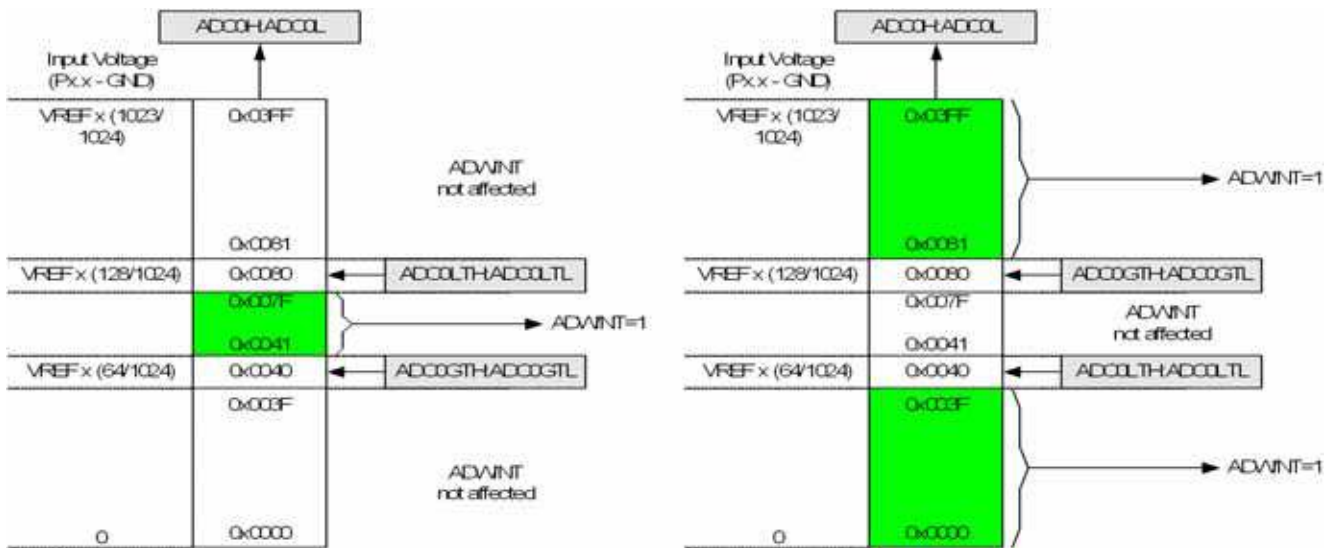 ADC0H:ADC0L
Input Voltage
(Px.x - GND)
VREF x (1023/
1024)
0x03FF
ADWINT
not affected
0x0081
VREF x (128/1024)
0x0080
ADC0LTH:ADC0LTL
0x007F
ADWINT=1
0x0041
VREF x (64/1024)
0x0040
ADC0GTH:ADC0GTL
0x003F
ADWINT
not affected
0
0x0000
ADC0H:ADC0L
Input Voltage
(Px.x - GND)
VREF x (1023/
1024)
0x03FF
ADWINT=1
0x0081
VREF x (128/1024)
0x0080
ADC0GTH:ADC0GTL
0x007F
ADWINT
not affected
0x0041
VREF x (64/1024)
0x0040
ADC0LTH:ADC0LTL
0x003F
ADWINT=1
0
0x0000